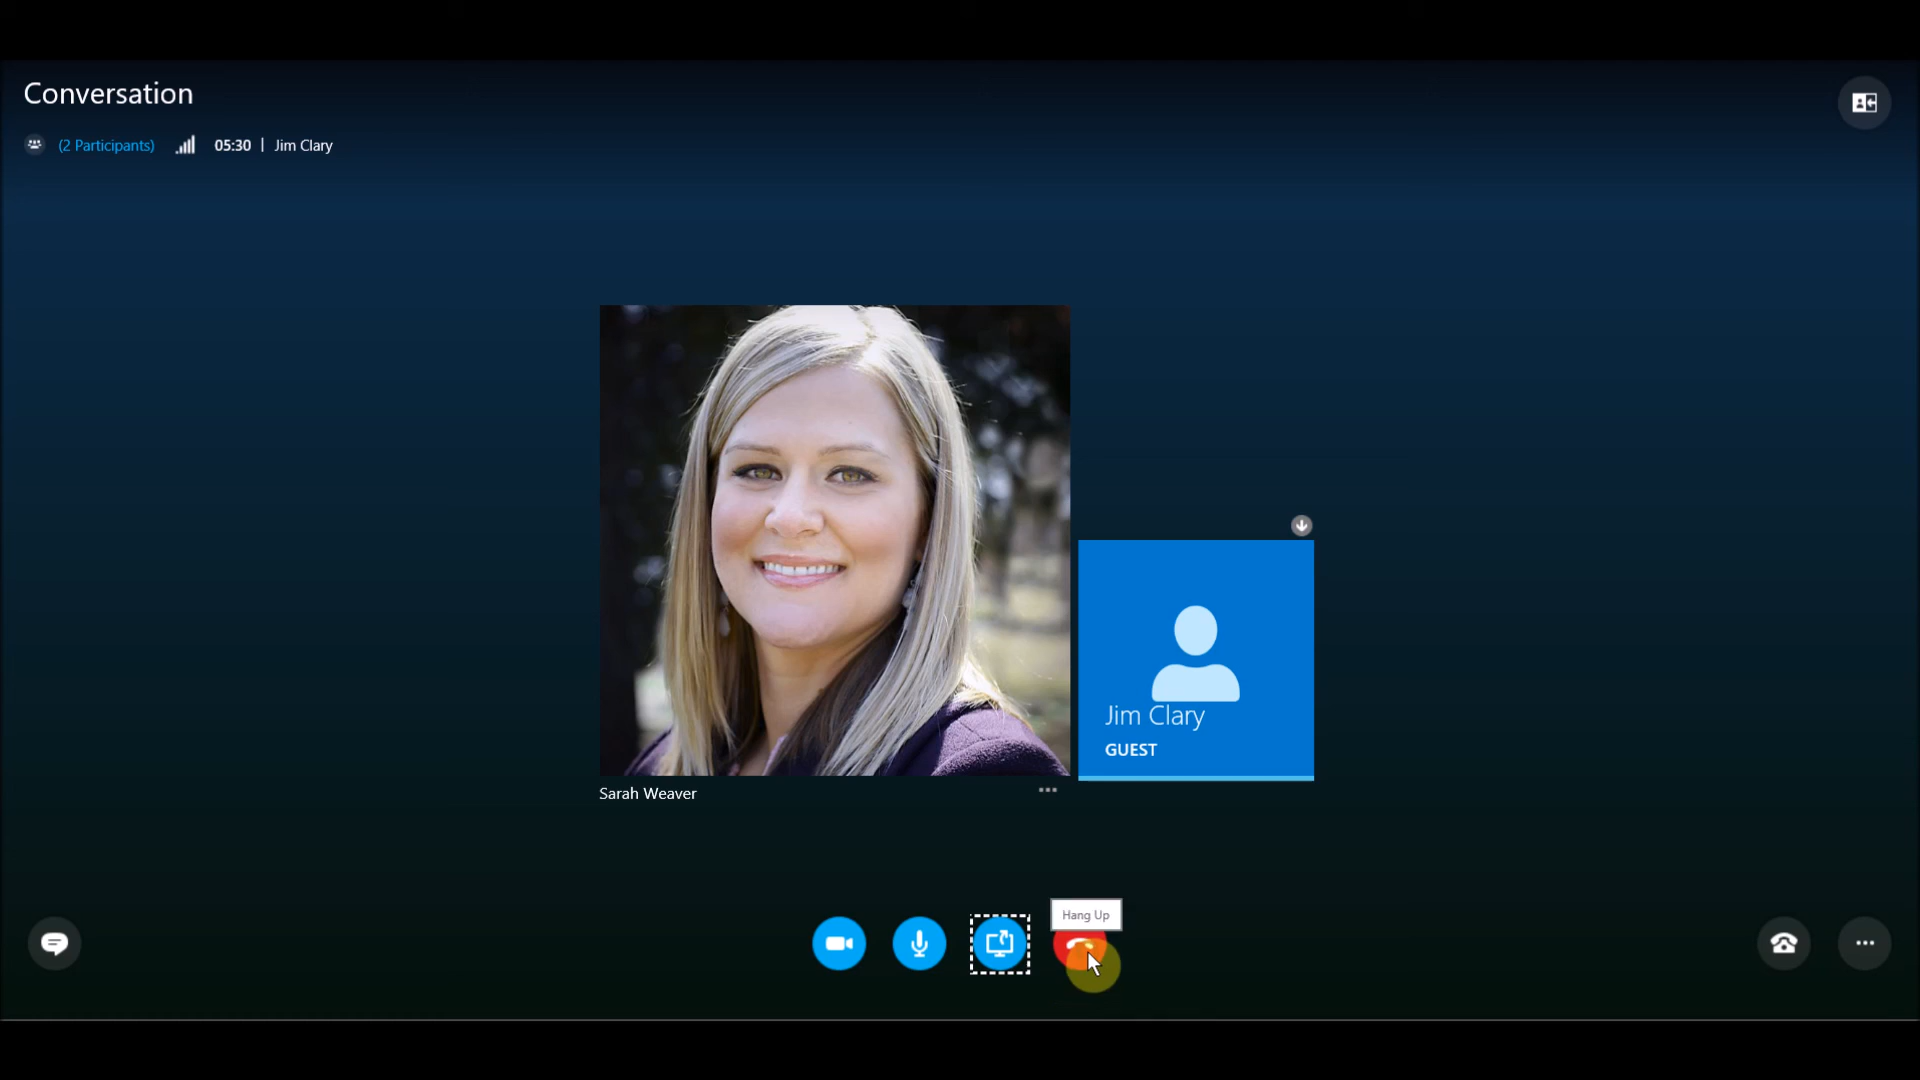 Conversation
(2 Participants) 05:30 | Jim Clary
Jim Clary
GUEST
Sarah Weaver
Hang Up